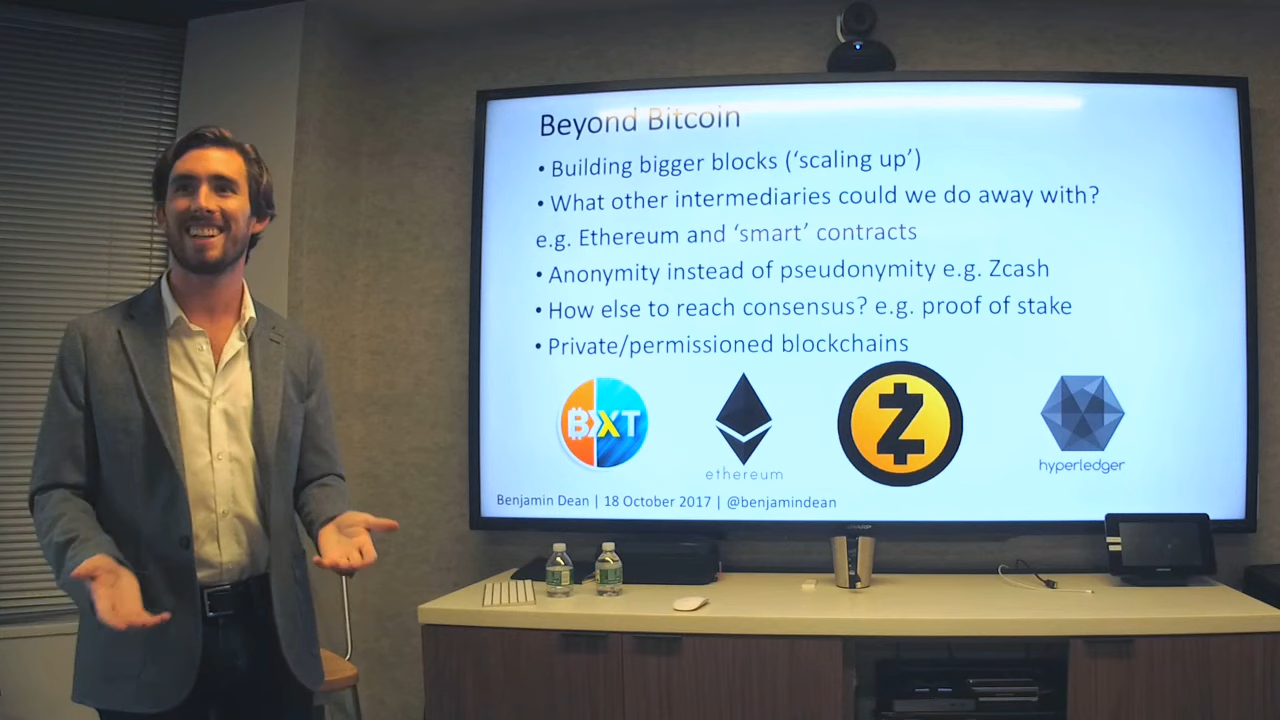 Beyond Bitcoin
• Building bigger blocks (‘scaling up’)
• What other intermediaries could we do away with?
e.g. Ethereum and ‘smart’ contracts
• Anonymity instead of pseudonymity e.g. Zcash
• How else to reach consensus? e.g. proof of stake
• Private/permissioned blockchains
ethereum
hyperledger
Benjamin Dean | 18 October 2017 | @benjamindean
SHARP